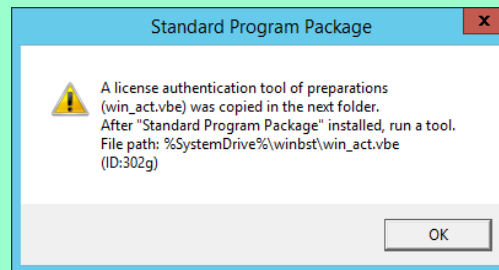 Standard Program Package
x
A license authentication tool of preparations
(win_act.vbe) was copied in the next folder.
After "Standard Program Package" installed, run a tool.
File path: %SystemDrive%\winbst\win_act.vbe
(ID:302g)
OK